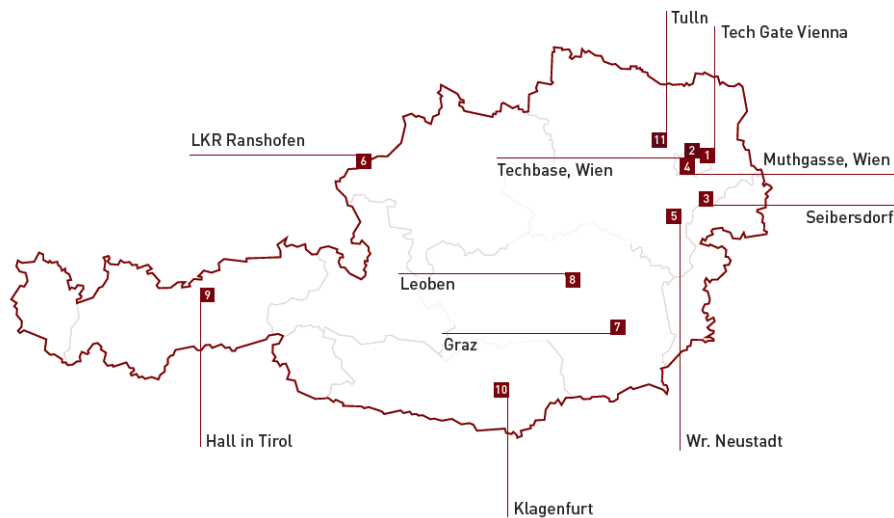 Tulln
Tech Gate Vienna
LKR Ranshofen
6
11
2
1
Techbase, Wien
4
Muthgasse, Wien
3
Seibersdorf
5
Leoben
8
9
7
Graz
10
Hall in Tirol
Wr. Neustadt
Klagenfurt